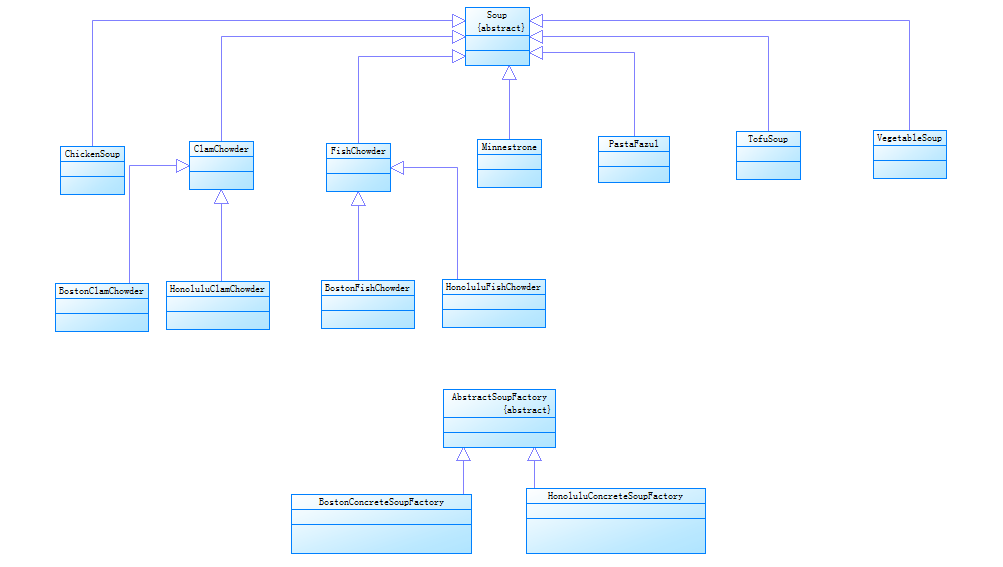 Soup
{abstract}
ChickenSoup
ClamChowder
FishChowder
Minnestrone
PastaFazul
TofuSoup
VegetableSoup
BostonClamChowder
HonoluluClamChowder
BostonFishChowder
HonoluluFishChowder
AbstractSoupFactory
{abstract}
BostonConcreteSoupFactory
HonoluluConcreteSoupFactory